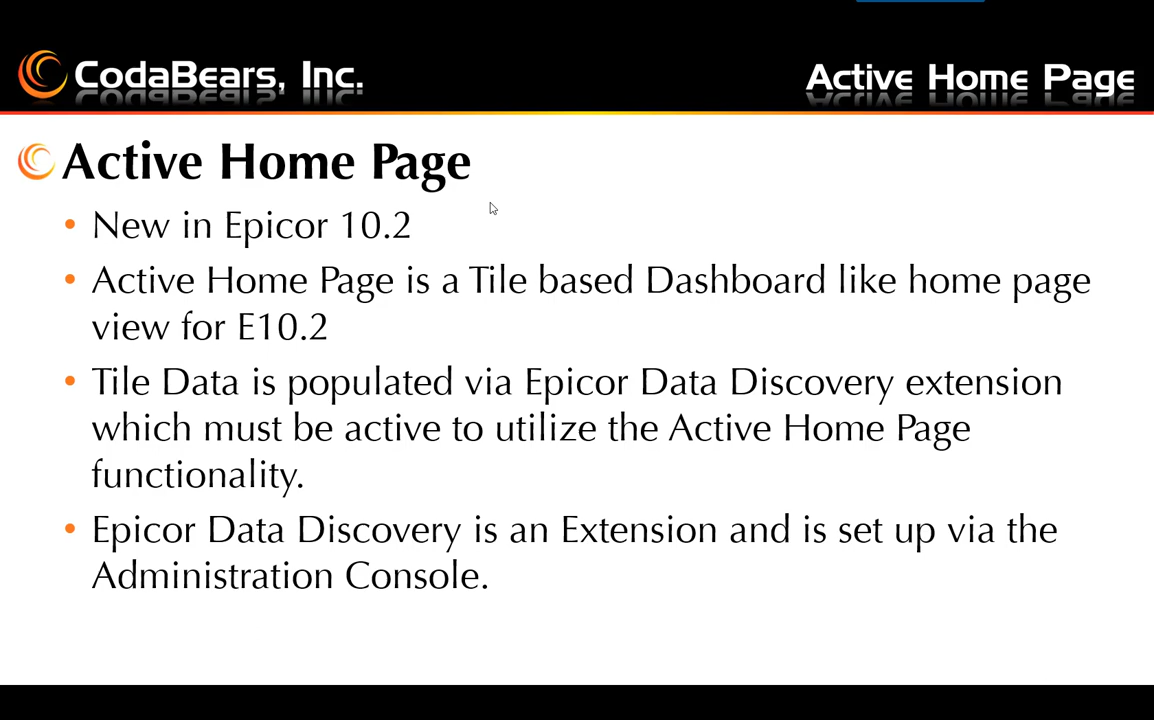 CodaBears, Inc.
Active Home Page
Active Home Page
• New in Epicor 10.2
• Active Home Page is a Tile based Dashboard like home page
view for E10.2
• Tile Data is populated via Epicor Data Discovery extension
which must be active to utilize the Active Home Page
functionality.
• Epicor Data Discovery is an Extension and is set up via the
Administration Console.